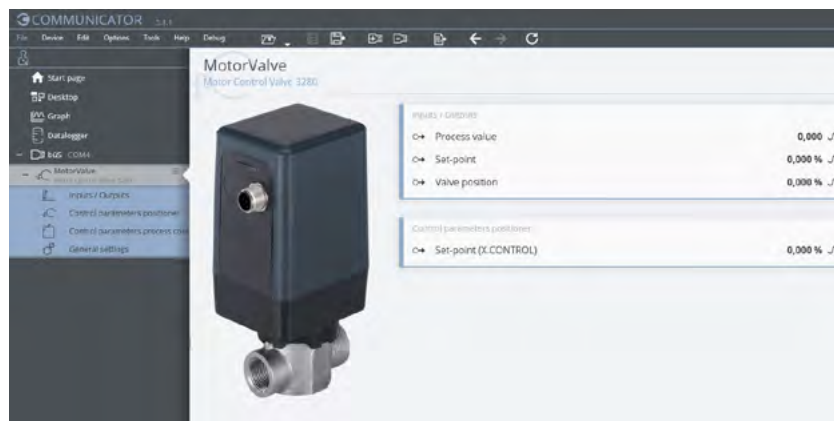 COMMUNICATOR
File Device Edit Options Tools Help Debug
Start page
Desktop
Graph
Datalogger
büS COM4
MotorValve
Inputs / Outputs
Control parameters positioner
Control parameters process
General settings
MotorValve
Motor Control Valve 3280
Inputs / Outputs
Process value 0,000
Set-point 0,000 %
Valve position 0,000 %
Control parameters positioner
Set-point (X.CONTROL) 0,000 %